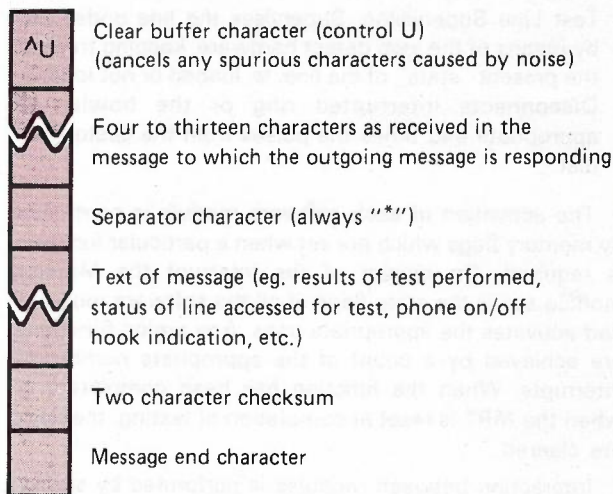 ^U
Clear buffer character (control U)
(cancels any spurious characters caused by noise)
Four to thirteen characters as received in the
message to which the outgoing message is responding
Separator character (always "*")
Text of message (eg. results of test performed,
status of line accessed for test, phone on/off
hook indication, etc.)
Two character checksum
Message end character